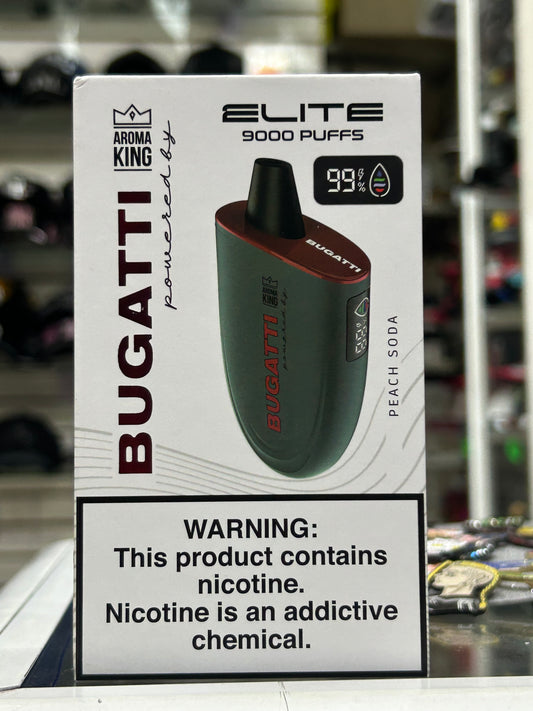 ELITE
9000 PUFFS
AROMA
KING
BUGATTI
powered by
99%
BUGATTI
AROMA
KING
BUGATTI
powered by
PEACH SODA
WARNING:
This product contains
nicotine.
Nicotine is an addictive
chemical.